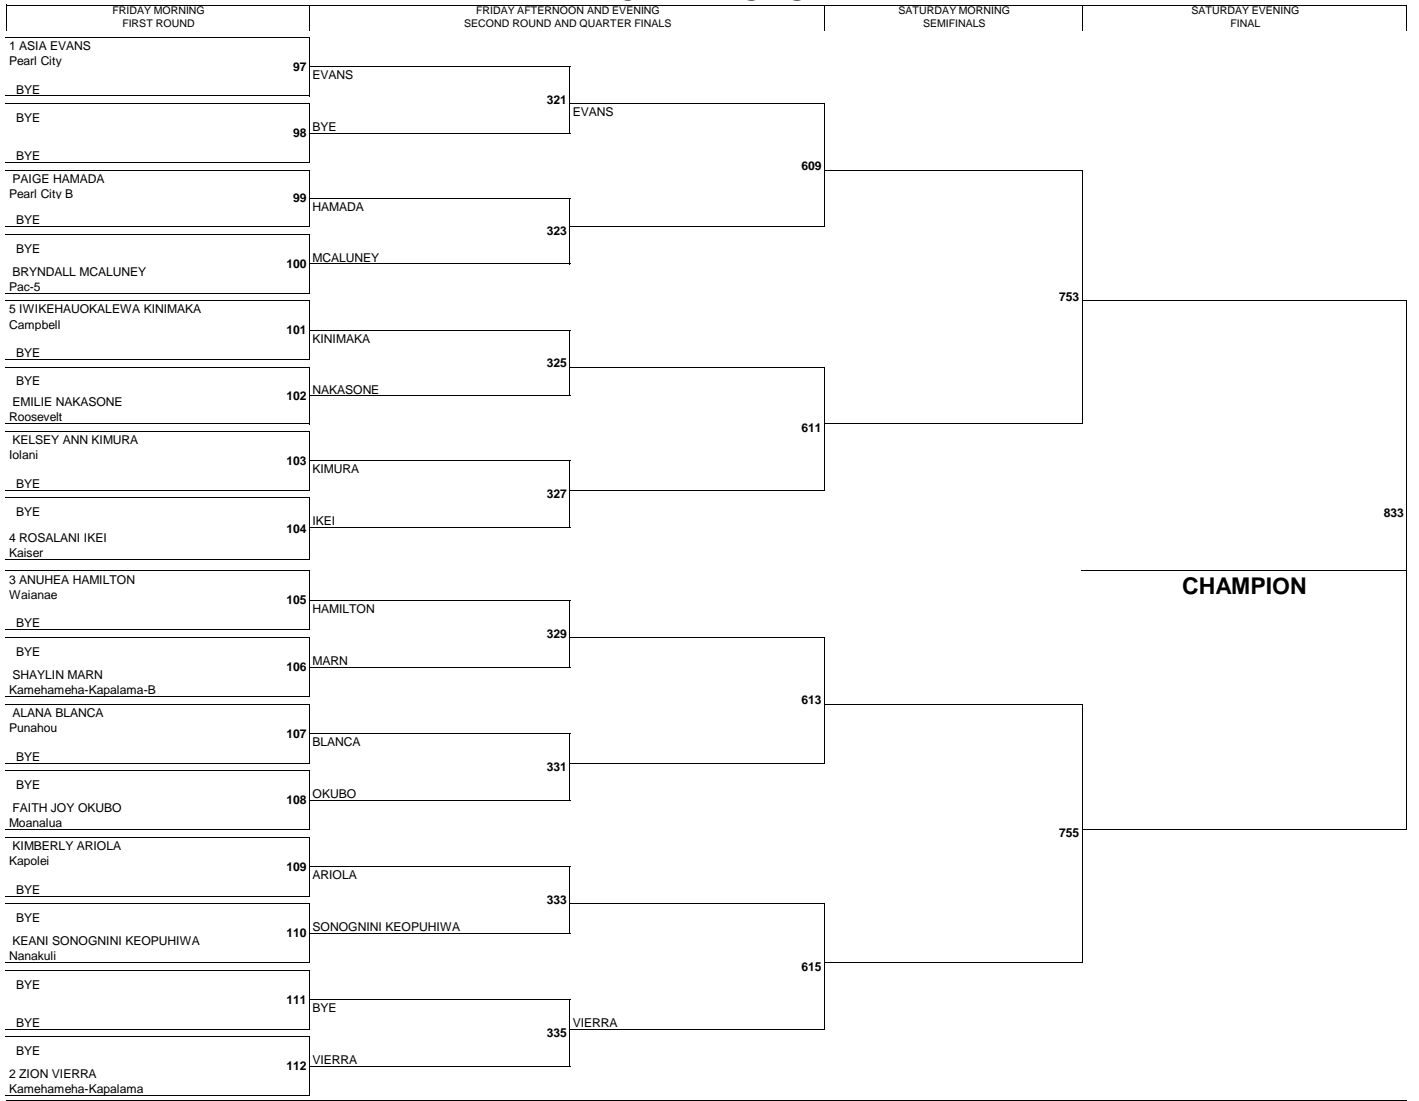 FRIDAY MORNING
FIRST ROUND
FRIDAY AFTERNOON AND EVENING
SECOND ROUND AND QUARTER FINALS
SATURDAY MORNING
SEMIFINALS
SATURDAY EVENING
FINAL
1 ASIA EVANS
Pearl City
97
BYE
EVANS
321
BYE
98
BYE
BYE
EVANS
609
PAIGE HAMADA
Pearl City B
99
BYE
HAMADA
323
BYE
100
BRYNDALL MCALUNEY
Pac-5
MCALUNEY
753
5 IWIKEHAUOKALEWA KINIMAKA
Campbell
101
BYE
KINIMAKA
325
BYE
102
EMILIE NAKASONE
Roosevelt
NAKASONE
611
KELSEY ANN KIMURA
Iolani
103
BYE
KIMURA
327
BYE
104
4 ROSALANI IKEI
Kaiser
IKEI
833
CHAMPION
3 ANUHEA HAMILTON
Waianae
105
BYE
HAMILTON
329
BYE
106
SHAYLIN MARN
Kamehameha-Kapalama-B
MARN
613
ALANA BLANCA
Punahou
107
BYE
BLANCA
331
BYE
108
FAITH JOY OKUBO
Moanalua
OKUBO
755
KIMBERLY ARIOLA
Kapolei
109
BYE
ARIOLA
333
BYE
110
KEANI SONOGNINI KEOPUHIWA
Nanakuli
SONOGNINI KEOPUHIWA
615
BYE
111
BYE
BYE
335
VIERRA
BYE
112
2 ZION VIERRA
Kamehameha-Kapalama
VIERRA